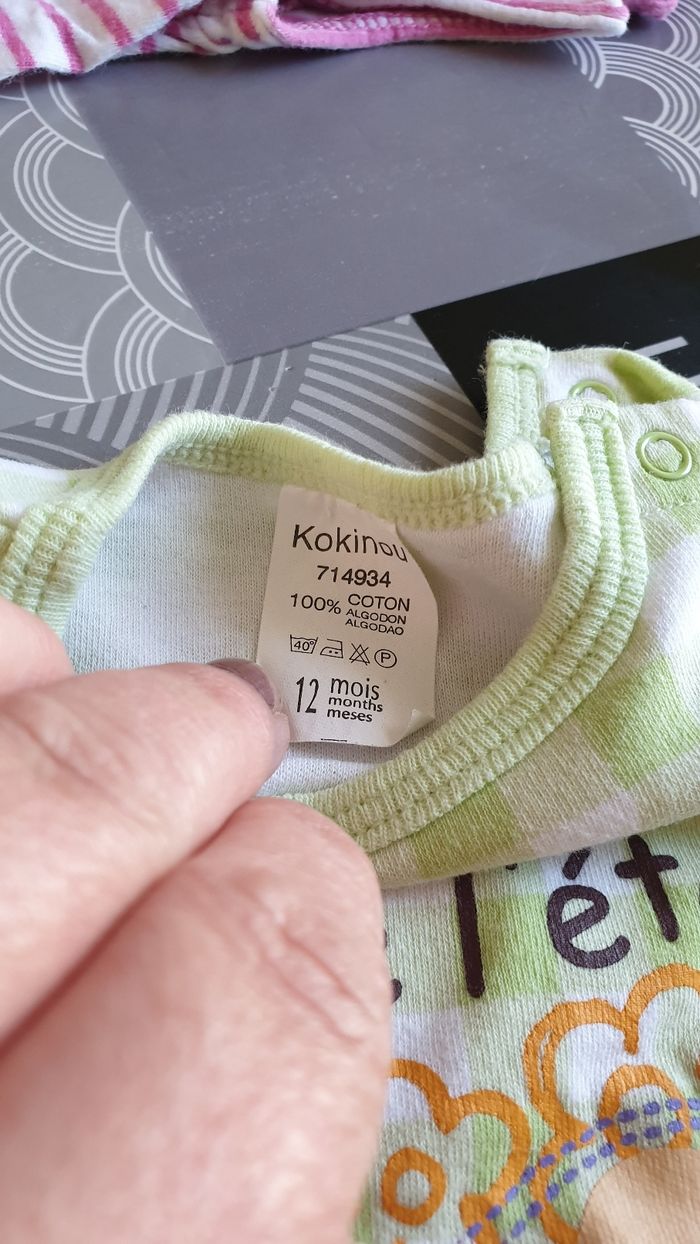 Kokinou
714934
100% COTON
ALGODON
ALGODAO
40° P
12 mois
months
meses
l'ét